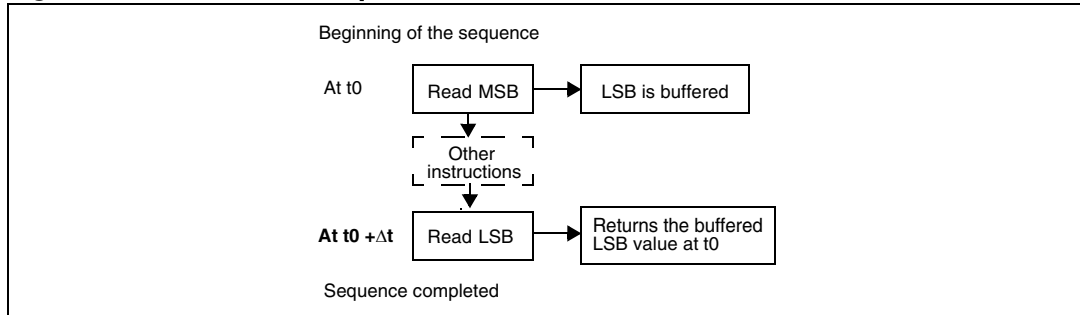 Beginning of the sequence
At t0
Read MSB
LSB is buffered
Other
instructions
At t0 +Δt
Read LSB
Returns the buffered
LSB value at t0
Sequence completed